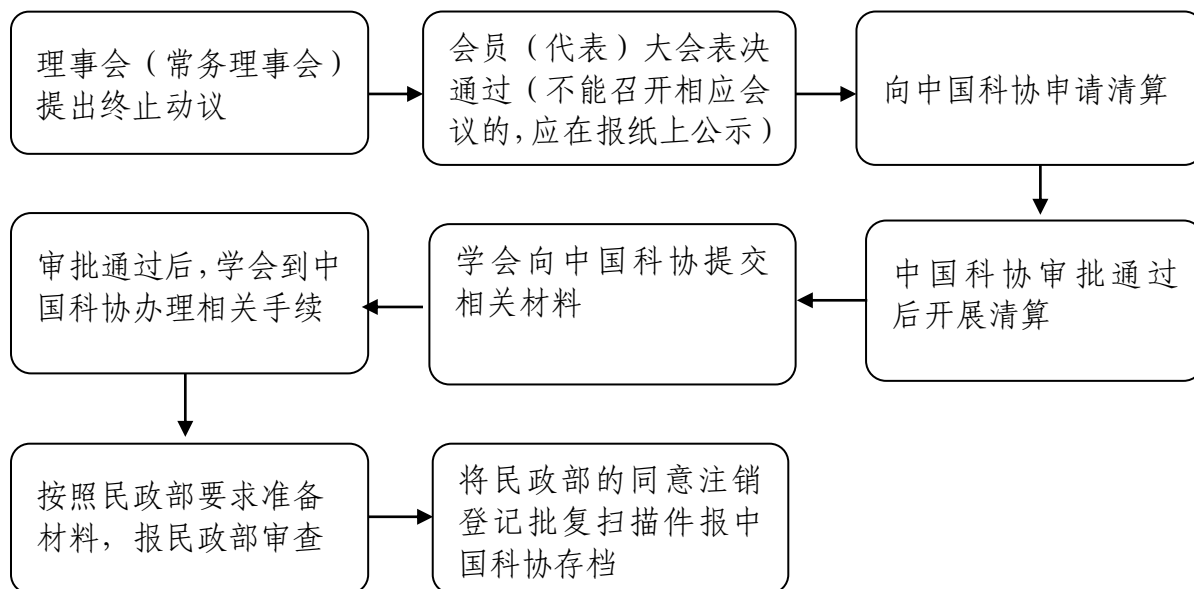 理事会（常务理事会）
提出终止动议
会员（代表）大会表决
通过（不能召开相应会
议的，应在报纸上公示）
向中国科协申请清算
中国科协审批通过
后开展清算
学会向中国科协提交
相关材料
审批通过后，学会到中
国科协办理相关手续
按照民政部要求准备
材料，报民政部审查
将民政部的同意注销
登记批复扫描件报中
国科协存档